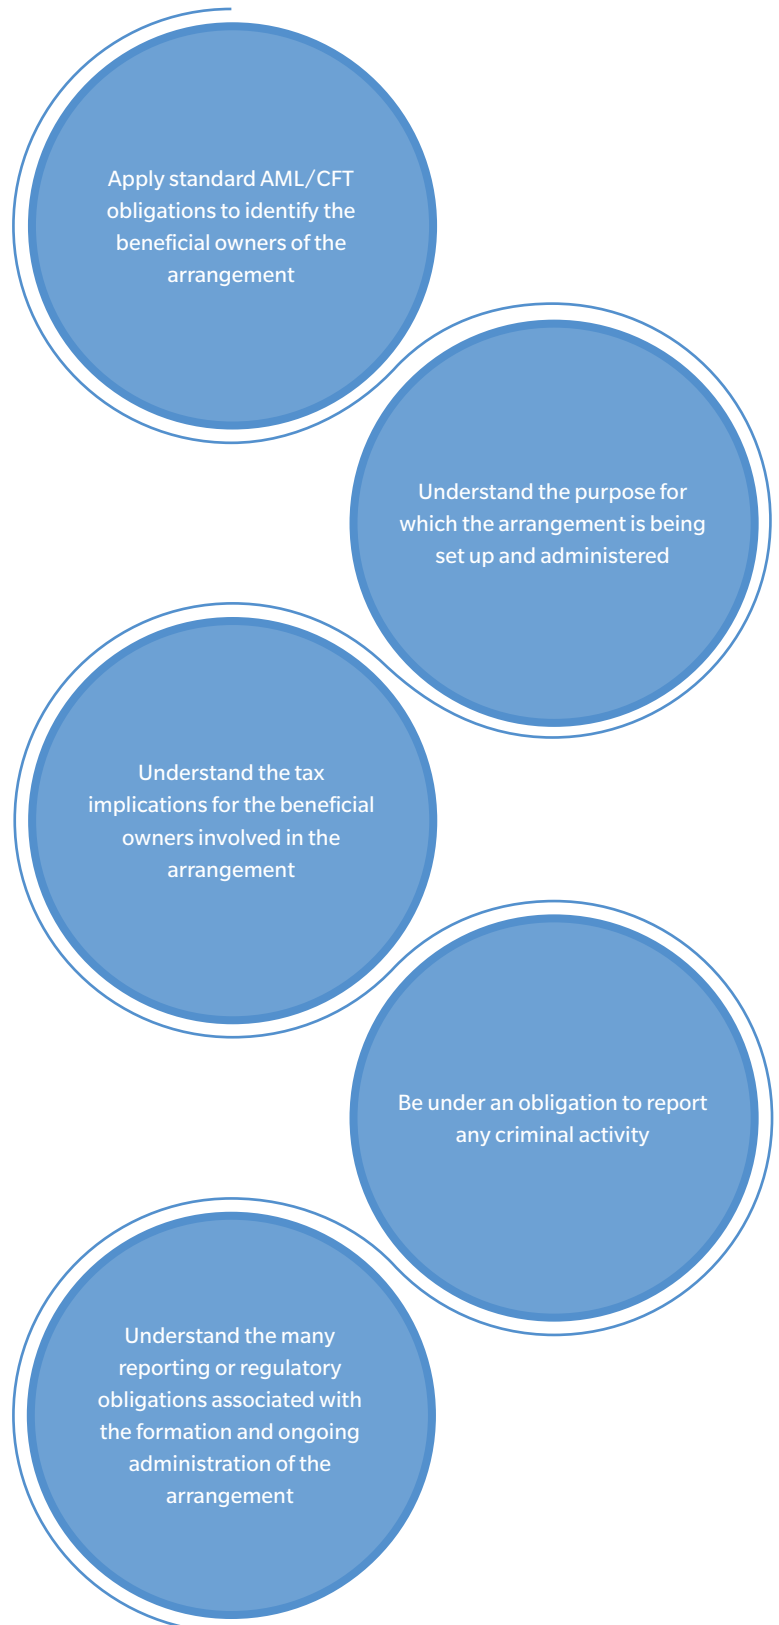 Apply standard AML/CFT
obligations to identify the
beneficial owners of the
arrangement
Understand the purpose for
which the arrangement is being
set up and administered
Understand the tax
implications for the beneficial
owners involved in the
arrangement
Be under an obligation to report
any criminal activity
Understand the many
reporting or regulatory
obligations associated with
the formation and ongoing
administration of the
arrangement